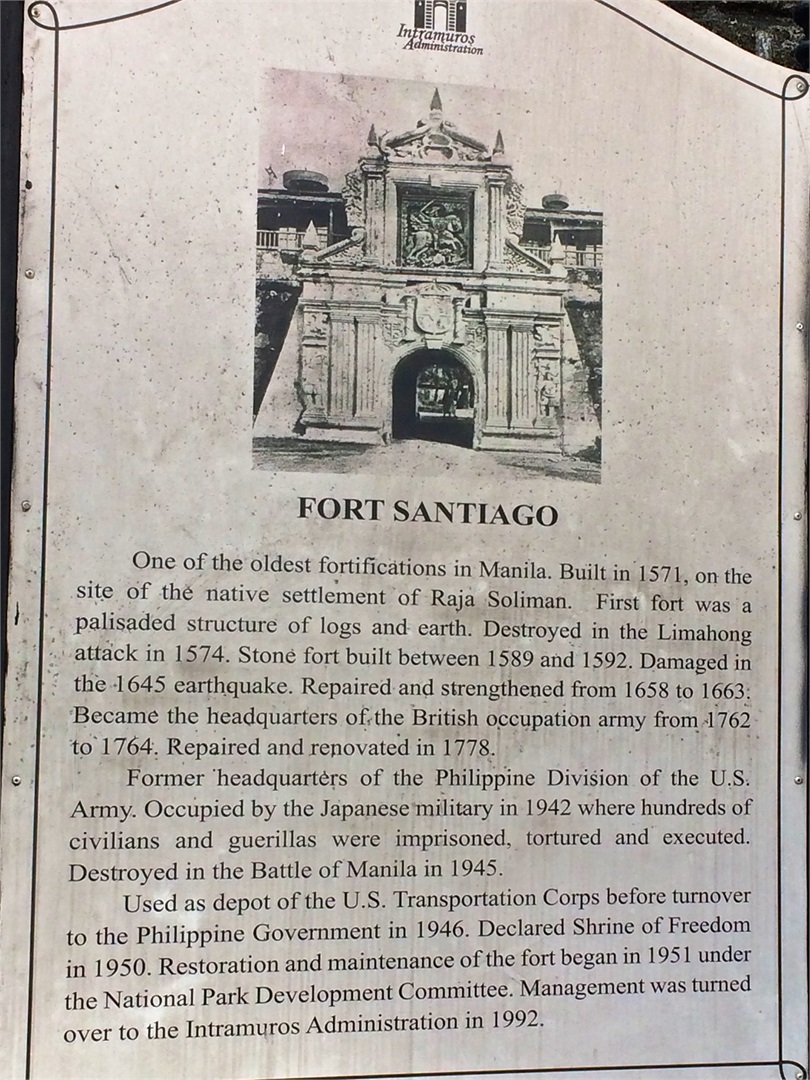 Intramuros
Administration
FORT SANTIAGO
One of the oldest fortifications in Manila. Built in 1571, on the
site of the native settlement of Raja Soliman. First fort was a
palisaded structure of logs and earth. Destroyed in the Limahong
attack in 1574. Stone fort built between 1589 and 1592. Damaged in
the 1645 earthquake. Repaired and strengthened from 1658 to 1663.
Became the headquarters of the British occupation army from 1762
to 1764. Repaired and renovated in 1778.
Former headquarters of the Philippine Division of the U.S.
Army. Occupied by the Japanese military in 1942 where hundreds of
civilians and guerillas were imprisoned, tortured and executed.
Destroyed in the Battle of Manila in 1945.
Used as depot of the U.S. Transportation Corps before turnover
to the Philippine Government in 1946. Declared Shrine of Freedom
in 1950. Restoration and maintenance of the fort began in 1951 under
the National Park Development Committee. Management was turned
over to the Intramuros Administration in 1992.